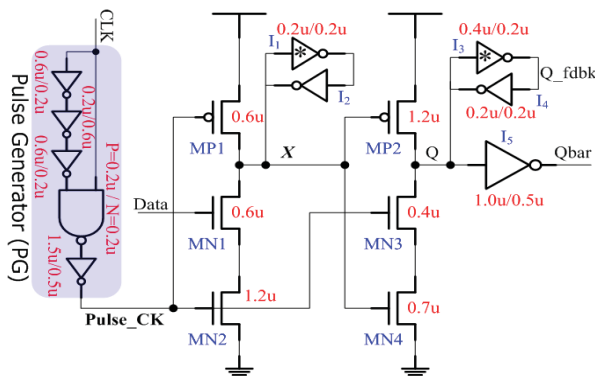 CLK
Pulse Generator (PG)
0.6u/0.2u
0.2u/0.6u
0.6u/0.2u
P=0.2u / N=0.2u
1.5u/0.5u
Pulse_CK
Data
0.6u
MP1
0.6u
MN1
1.2u
MN2
X
0.2u/0.2u
I1
*
I2
1.2u
MP2
Q
0.4u
MN3
0.7u
MN4
0.4u/0.2u
I3
*
Q_fdbk
I4
0.2u/0.2u
I5
Qbar
1.0u/0.5u